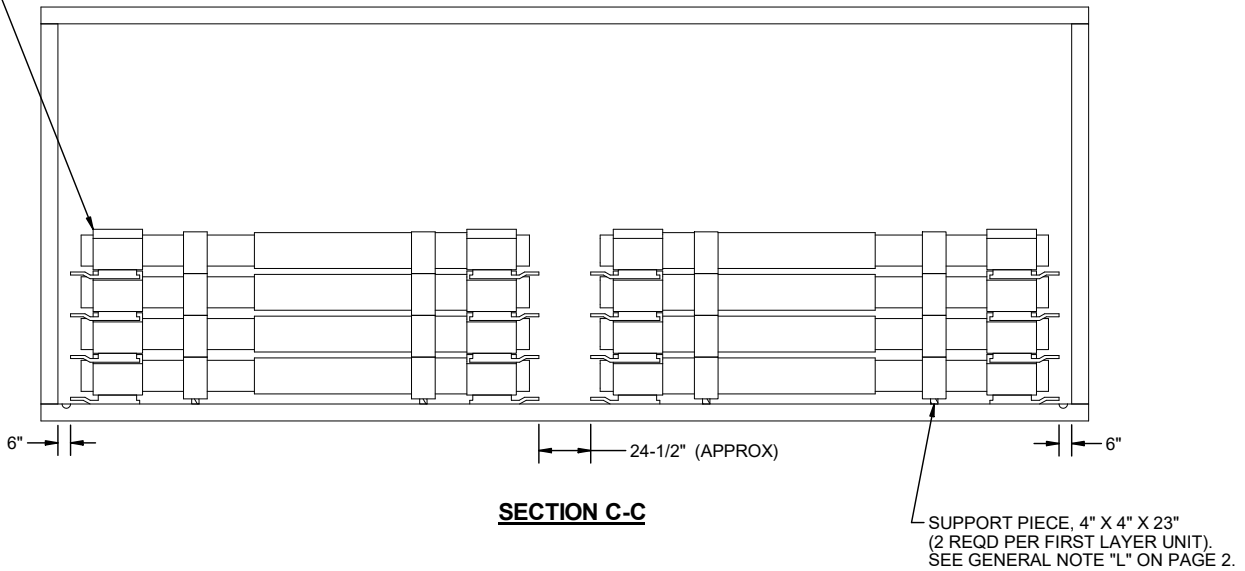 6"
24-1/2" (APPROX)
6"
SECTION C-C
SUPPORT PIECE, 4" X 4" X 23"
(2 REQD PER FIRST LAYER UNIT).
SEE GENERAL NOTE "L" ON PAGE 2.